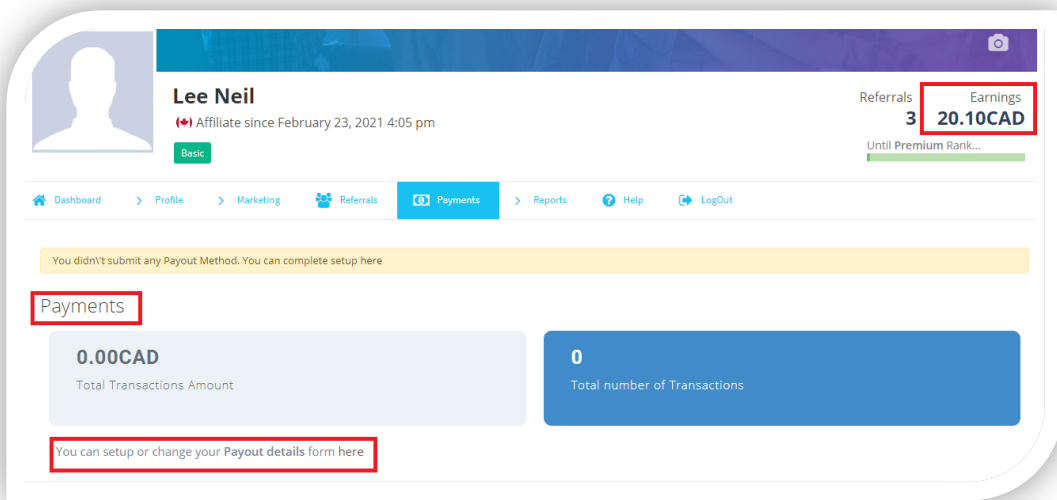 Lee Neil
Affiliate since February 23, 2021 4:05 pm
Basic
Referrals
3
Earnings
20.10CAD
Until Premium Rank...
Dashboard
Profile
Marketing
Referrals
Payments
Reports
Help
LogOut
You didn\'t submit any Payout Method. You can complete setup here
Payments
0.00CAD
Total Transactions Amount
0
Total number of Transactions
You can setup or change your Payout details form here